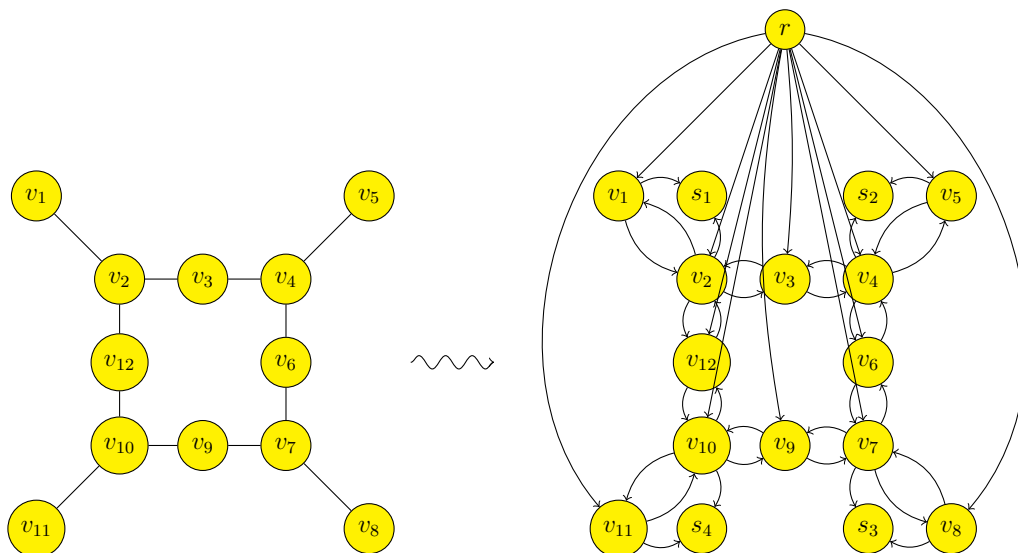 r
v1 v5 v1 s1 s2 v5
v2 v3 v4 v2 v3 v4
v12 v6 v12 v6
v10 v9 v7 v10 v9 v7
v11 v8 v11 s4 s3 v8